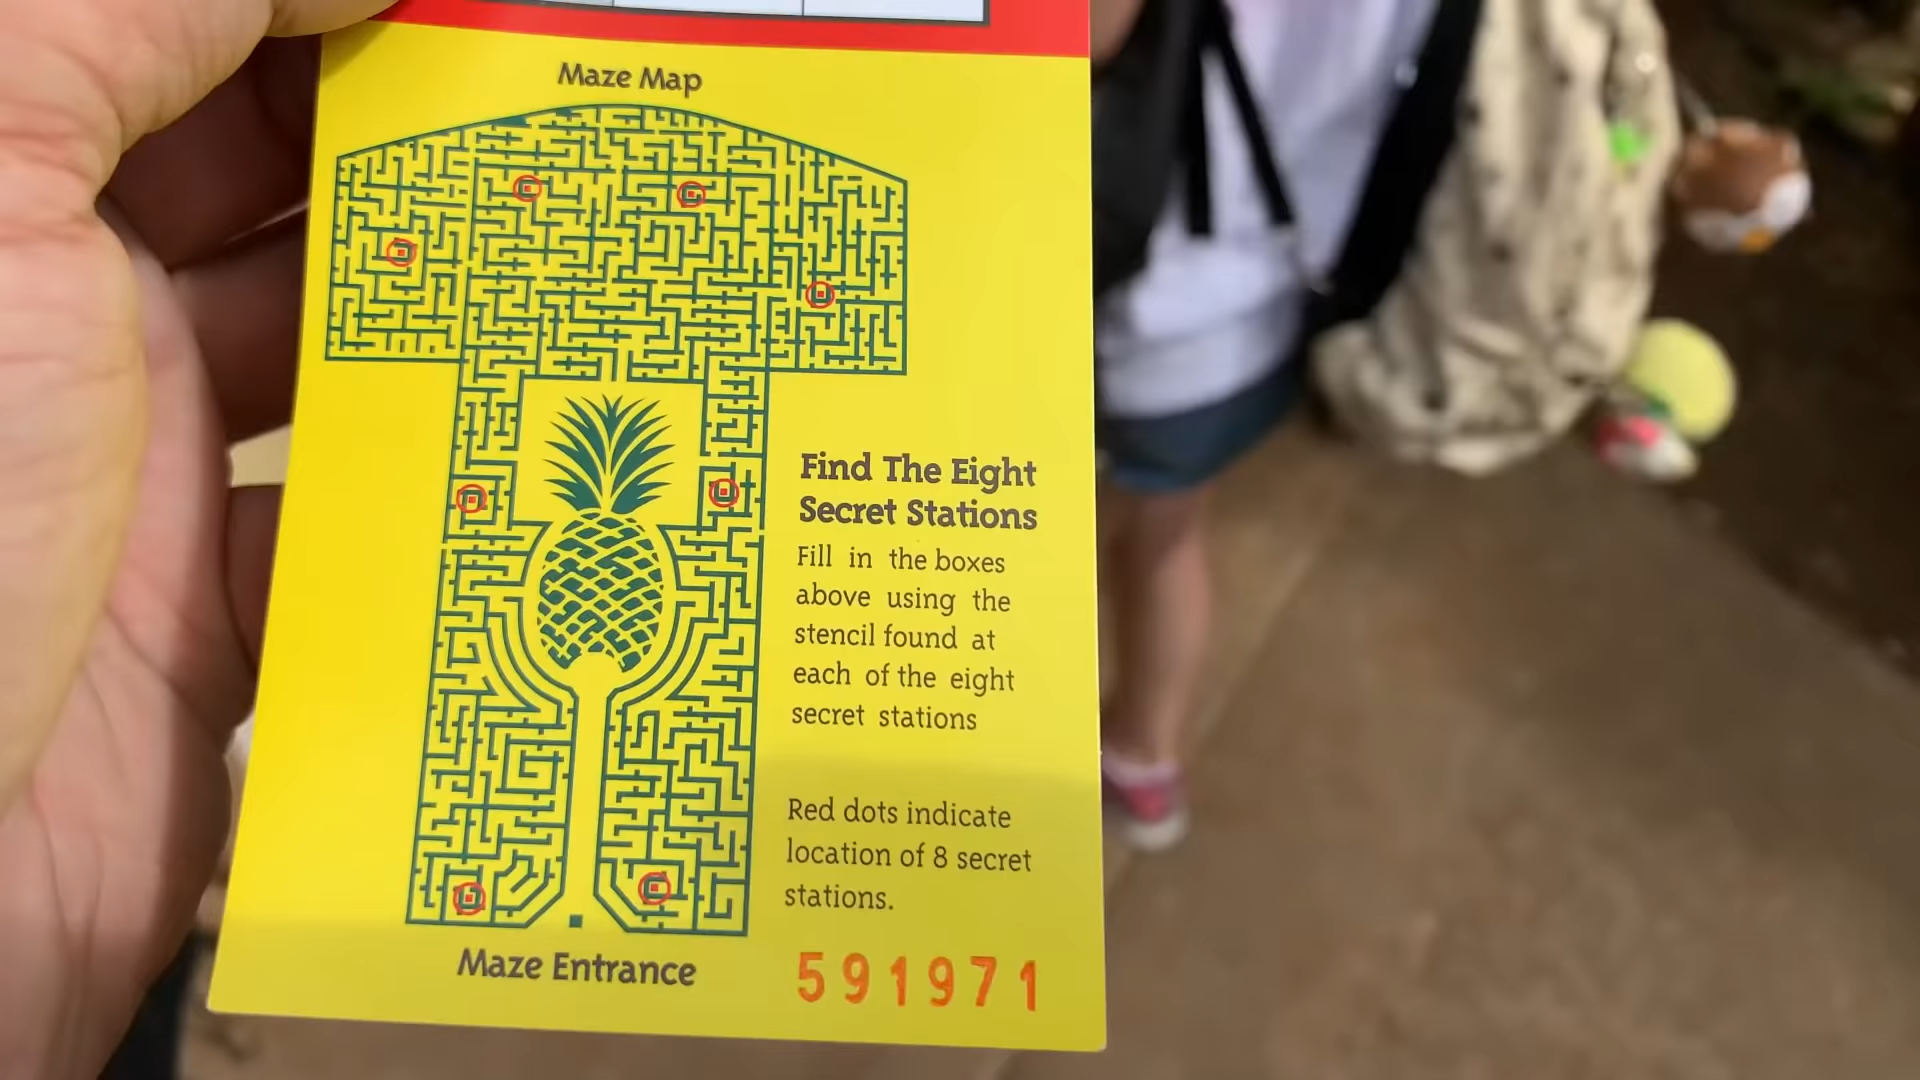 Maze Map
Find The Eight
Secret Stations
Fill in the boxes
above using the
stencil found at
each of the eight
secret stations
Red dots indicate
location of 8 secret
stations.
Maze Entrance
591971